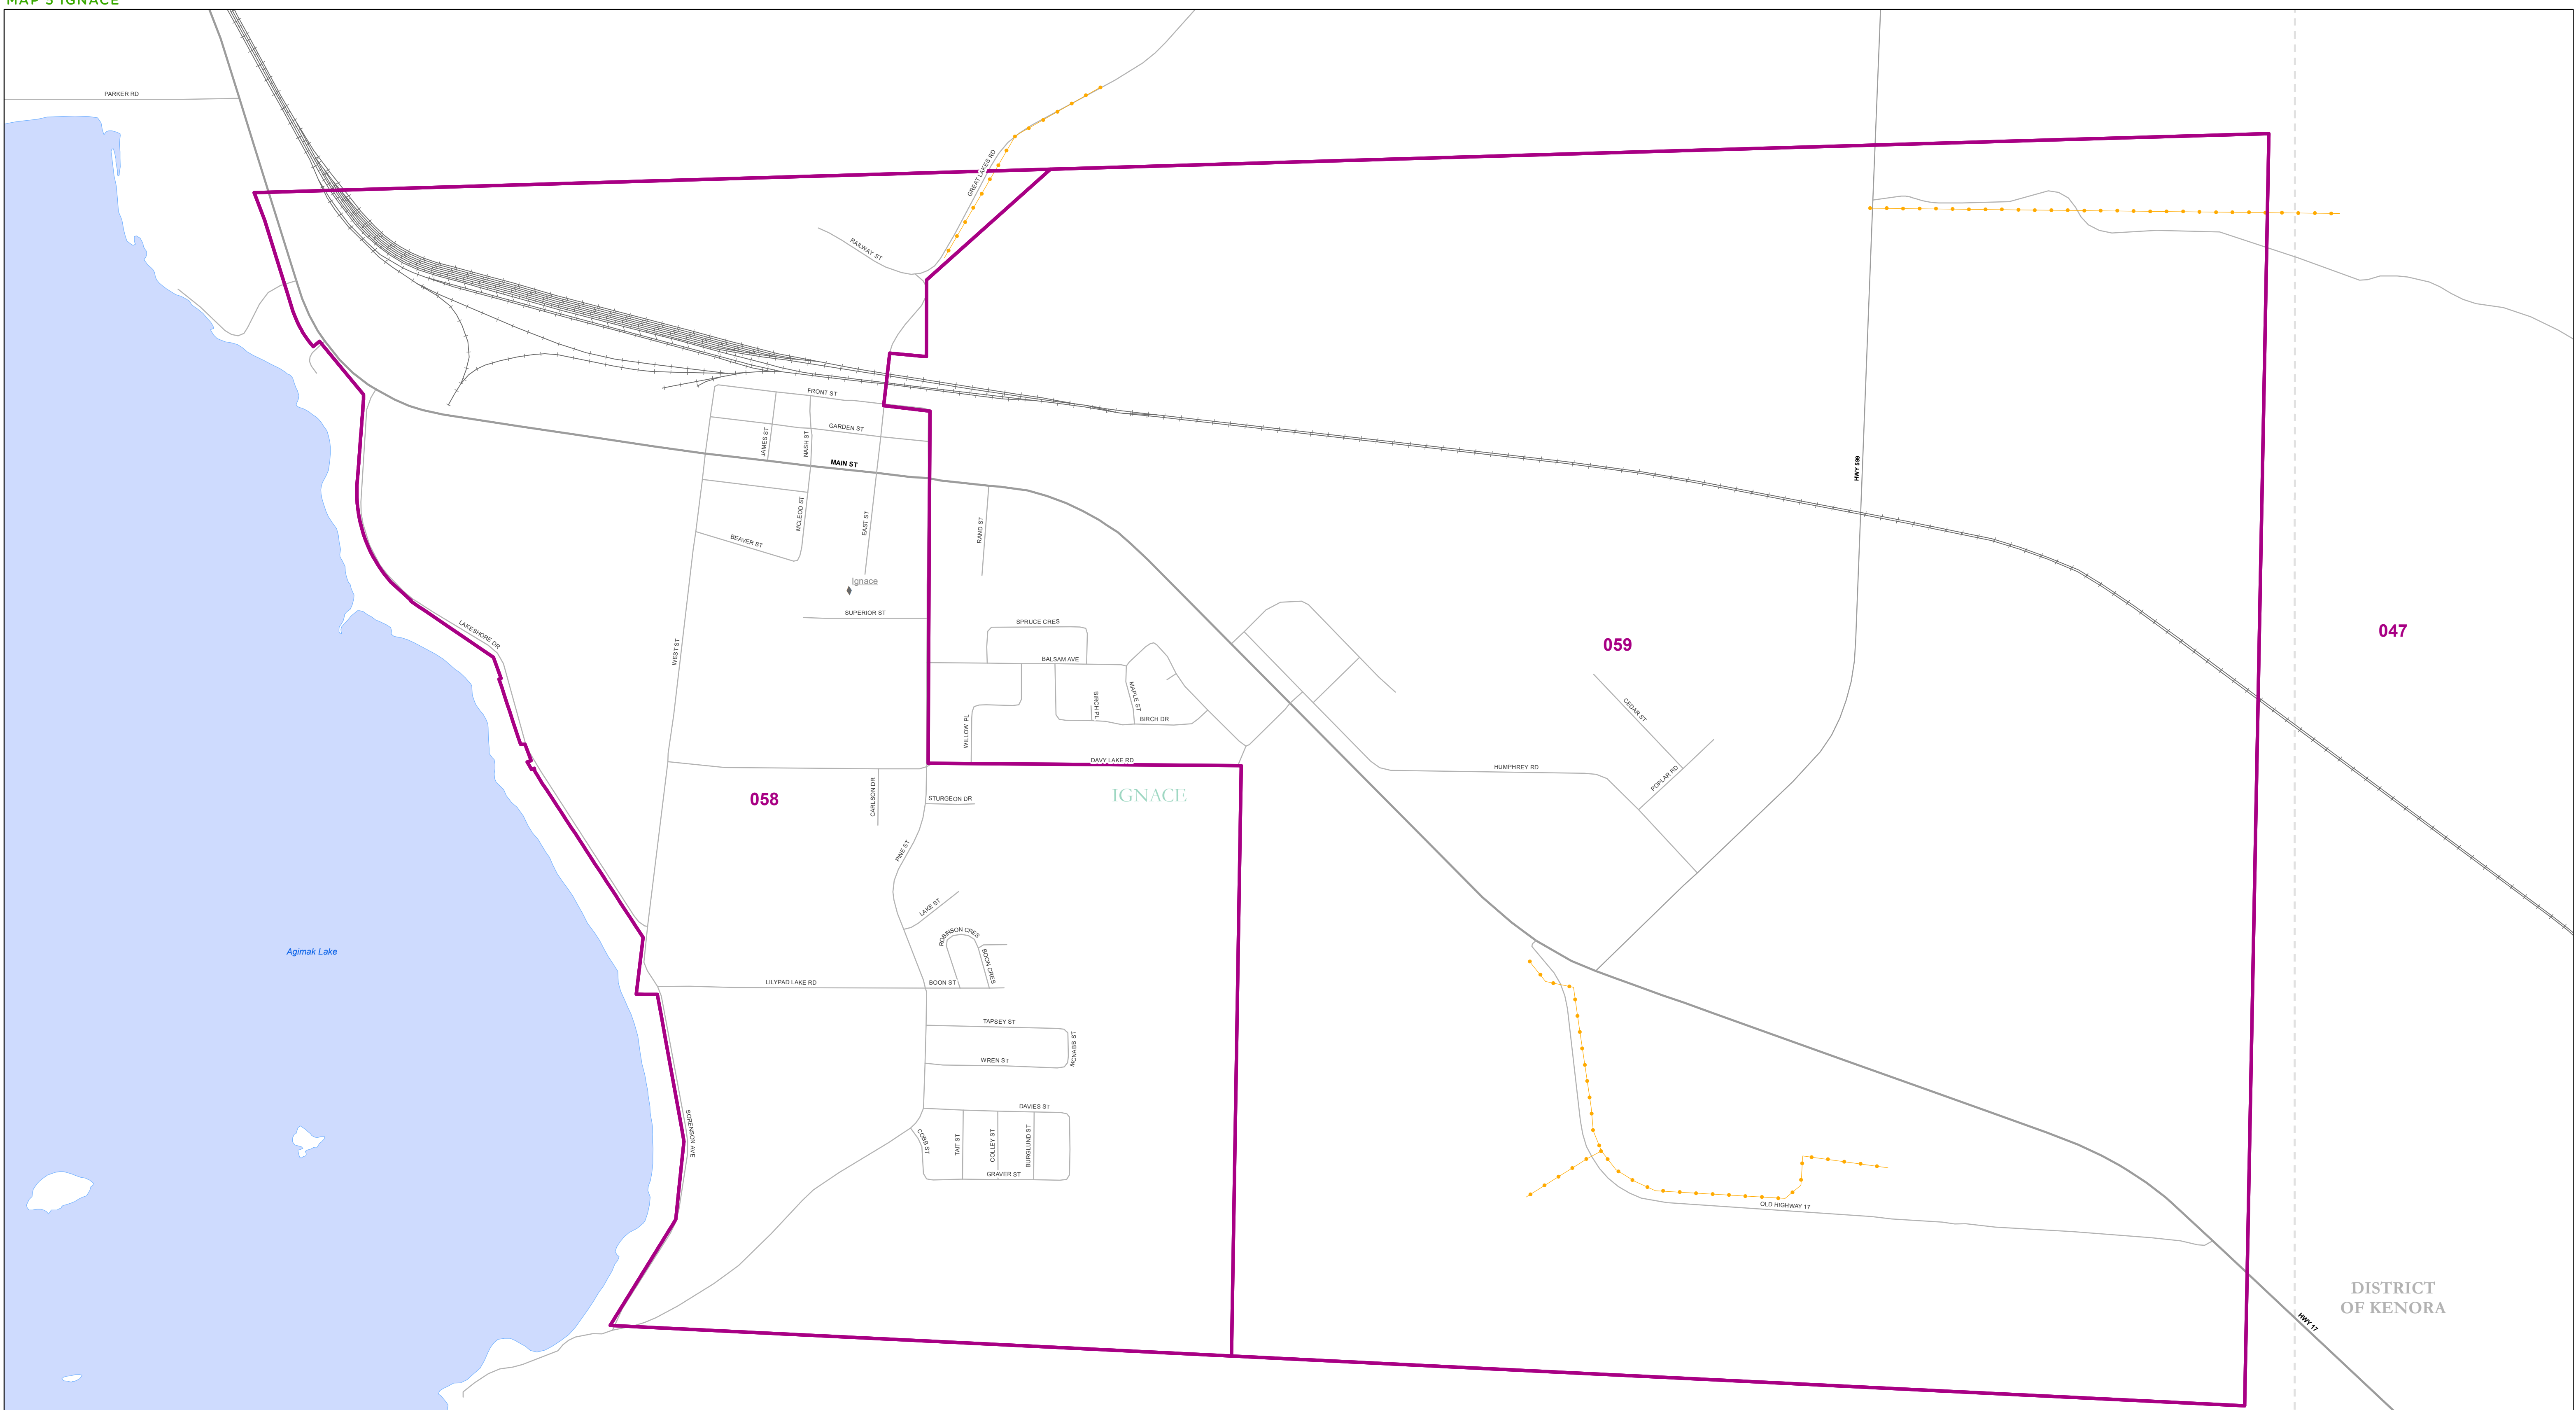 MAP 5 IGNACE
PARKER RD
GREAT LAKES RD
RAILWAY ST
FRONT ST
GARDEN ST
JAMES ST
NASH ST
MAIN ST
HWY 599
MCLEOD ST
EAST ST
RAND ST
BEAVER ST
Ignace
SUPERIOR ST
SPRUCE CRES
LAKESHORE DR
WEST ST
BALSAM AVE
059
047
MAPLE ST
BIRCH PL
BIRCH DR
WILLOW PL
CEDAR ST
DAVY LAKE RD
HUMPHREY RD
POPLAR RD
058
CARLSON DR
STURGEON DR
IGNACE
PINE ST
LAKE ST
ROBINSON CRES
BOON CRES
Agimak Lake
LILYPAD LAKE RD
BOON ST
TAPSEY ST
MCNABB ST
WREN ST
DAVIES ST
SORENSON AVE
COBB ST
TAIT ST
COLLEY ST
BURGLUND ST
GRAVER ST
OLD HIGHWAY 17
DISTRICT
OF KENORA
HWY 17